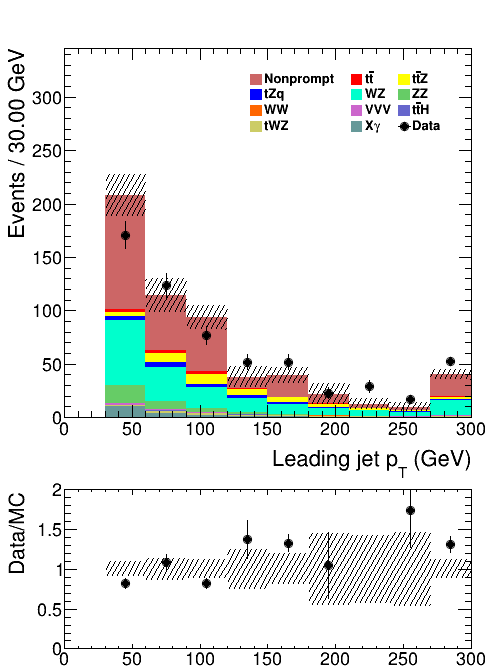 Events / 30.00 GeV
350
300
250
200
150
100
50
0
Nonprompt tt̄ tt̄Z
tZq WZ ZZ
WW VVV tt̄H
tWZ Xγ Data
0 50 100 150 200 250 300
Leading jet p_T (GeV)
Data/MC
2
1.5
1
0.5
0
0 50 100 150 200 250 300